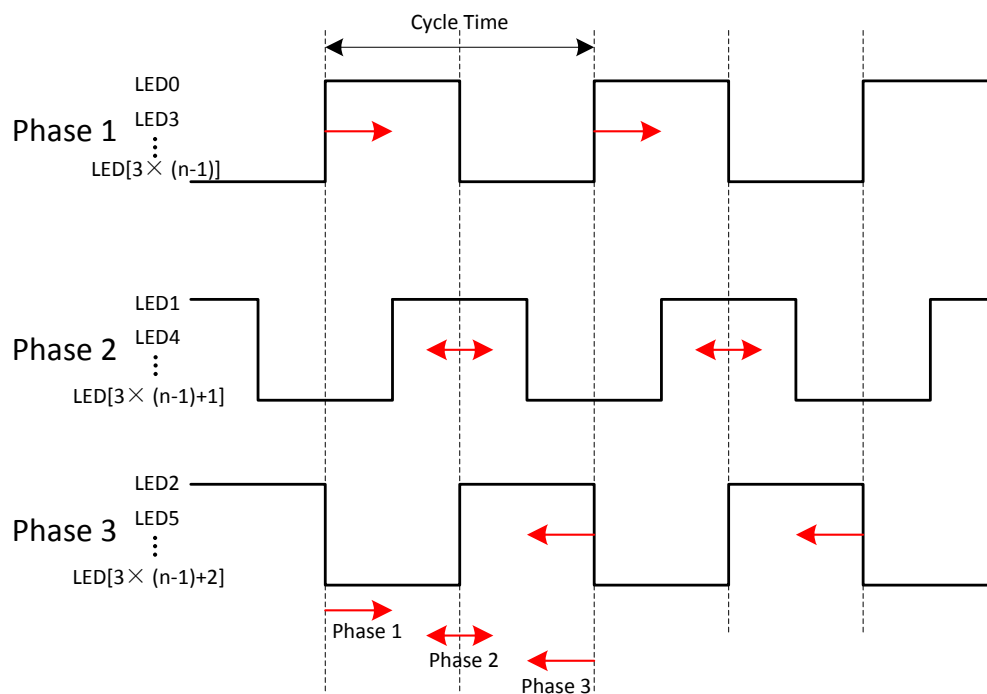 Cycle Time
LED0
LED3
Phase 1
LED[3× (n-1)]
LED1
LED4
Phase 2
LED[3× (n-1)+1]
LED2
LED5
Phase 3
LED[3× (n-1)+2]
Phase 1
Phase 2
Phase 3